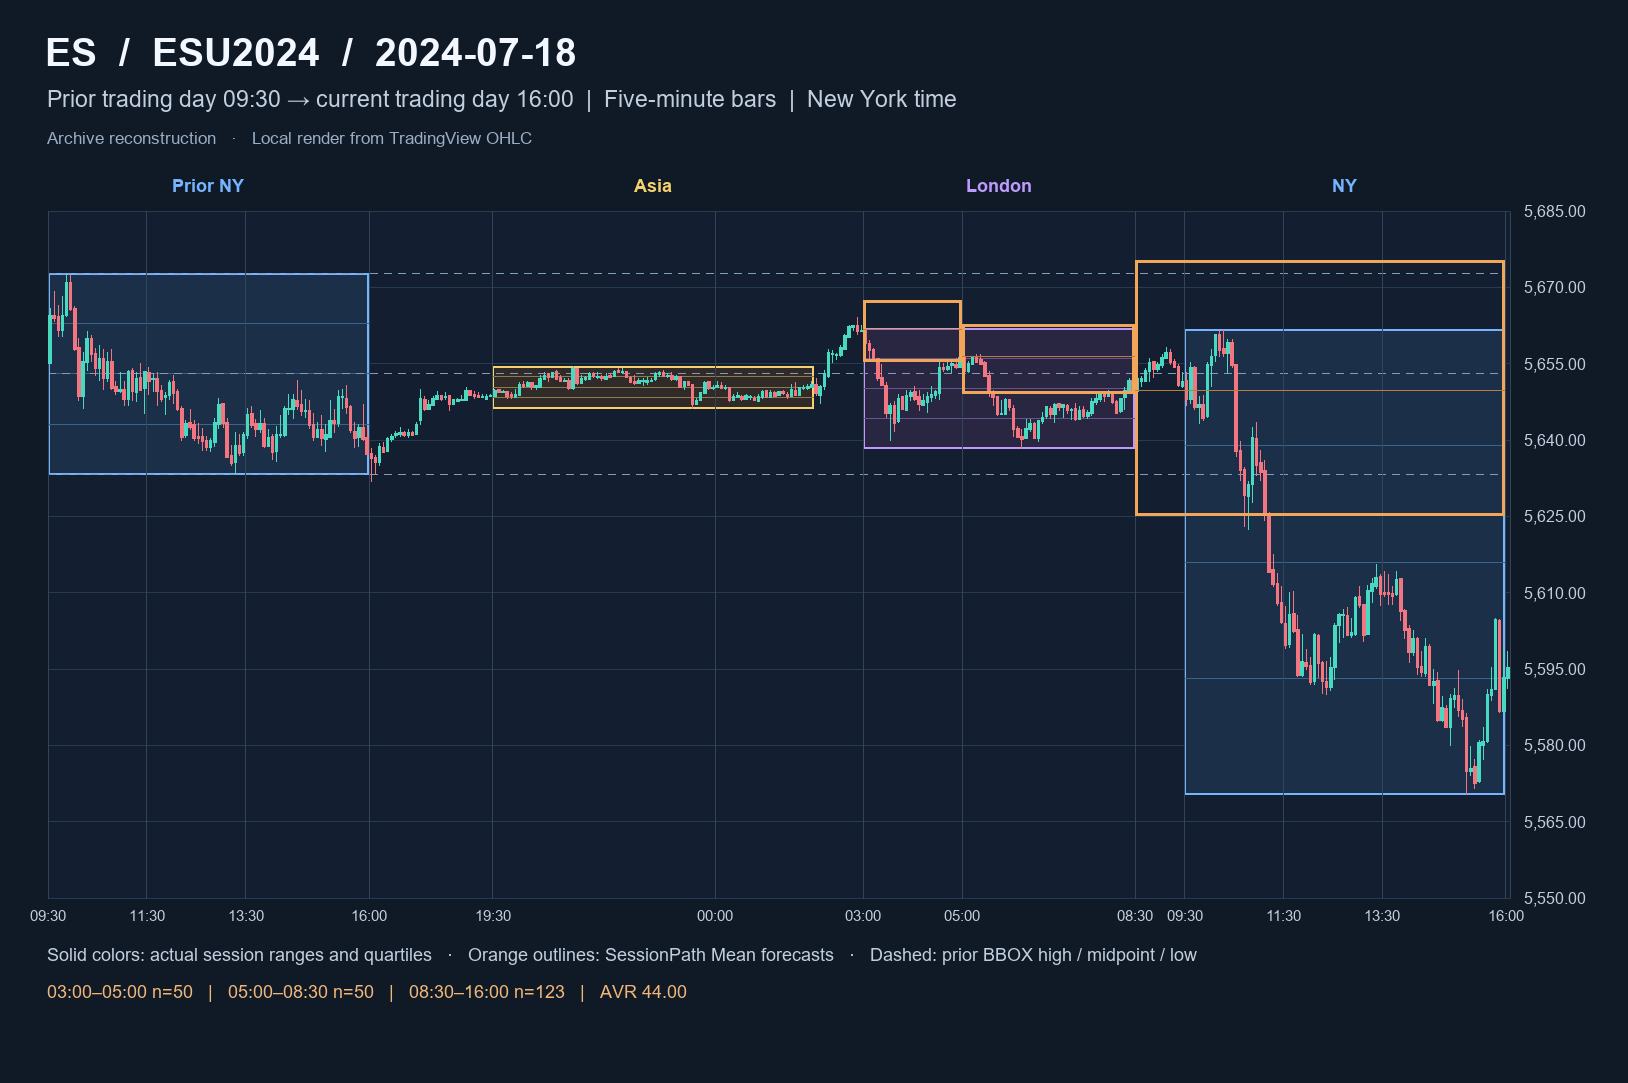 ES / ESU2024 / 2024-07-18
Prior trading day 09:30 → current trading day 16:00 | Five-minute bars | New York time
Archive reconstruction · Local render from TradingView OHLC
Prior NY Asia London NY
5,685.00
5,670.00
5,655.00
5,640.00
5,625.00
5,610.00
5,595.00
5,580.00
5,565.00
5,550.00
09:30 11:30 13:30 16:00 19:30 00:00 03:00 05:00 08:30 09:30 11:30 13:30 16:00
Solid colors: actual session ranges and quartiles · Orange outlines: SessionPath Mean forecasts · Dashed: prior BBOX high / midpoint / low
03:00–05:00 n=50 | 05:00–08:30 n=50 | 08:30–16:00 n=123 | AVR 44.00